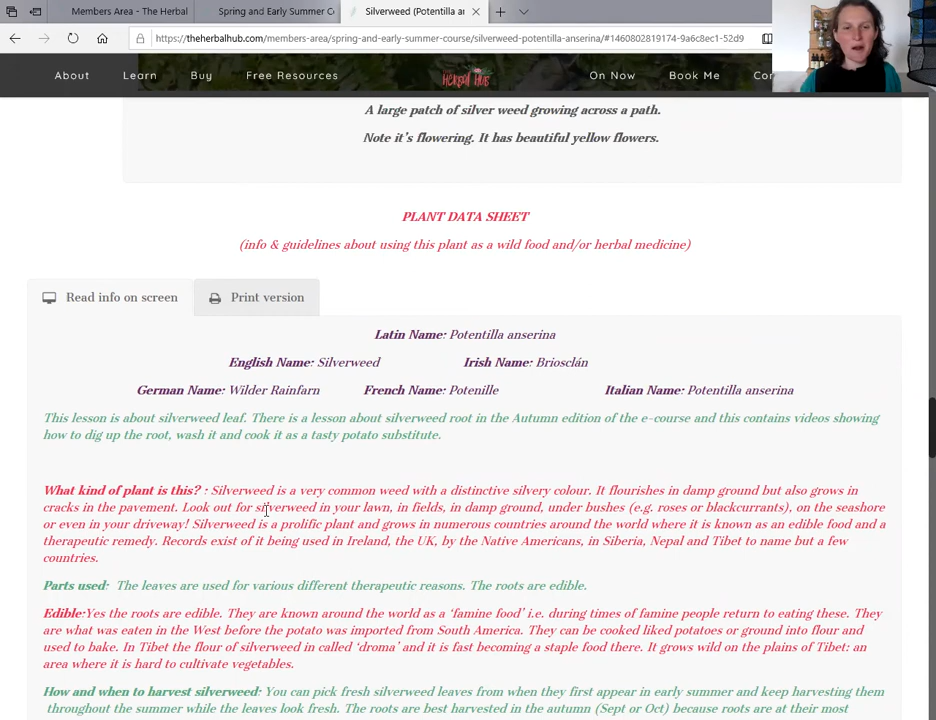 Members Area - The Herbal
Spring and Early Summer Co
Silverweed (Potentilla an
https://theherbalhub.com/members-area/spring-and-early-summer-course/silverweed-potentilla-anserina/#1460802819174-9a6c8ec1-52d9
About Learn Buy Free Resources Herbal Hub On Now Book Me Co
A large patch of silver weed growing across a path.
Note it's flowering. It has beautiful yellow flowers.
PLANT DATA SHEET
(info & guidelines about using this plant as a wild food and/or herbal medicine)
Read info on screen Print version
Latin Name: Potentilla anserina
English Name: Silverweed Irish Name: Briosclán
German Name: Wilder Rainfarn French Name: Potenille Italian Name: Potentilla anserina
This lesson is about silverweed leaf. There is a lesson about silverweed root in the Autumn edition of the e-course and this contains videos showing
how to dig up the root, wash it and cook it as a tasty potato substitute.
What kind of plant is this? : Silverweed is a very common weed with a distinctive silvery colour. It flourishes in damp ground but also grows in
cracks in the pavement. Look out for silverweed in your lawn, in fields, in damp ground, under bushes (e.g. roses or blackcurrants), on the seashore
or even in your driveway! Silverweed is a prolific plant and grows in numerous countries around the world where it is known as an edible food and a
therapeutic remedy. Records exist of it being used in Ireland, the UK, by the Native Americans, in Siberia, Nepal and Tibet to name but a few
countries.
Parts used: The leaves are used for various different therapeutic reasons. The roots are edible.
Edible:Yes the roots are edible. They are known around the world as a 'famine food' i.e. during times of famine people return to eating these. They
are what was eaten in the West before the potato was imported from South America. They can be cooked liked potatoes or ground into flour and
used to bake. In Tibet the flour of silverweed in called 'droma' and it is fast becoming a staple food there. It grows wild on the plains of Tibet: an
area where it is hard to cultivate vegetables.
How and when to harvest silverweed: You can pick fresh silverweed leaves from when they first appear in early summer and keep harvesting them
throughout the summer while the leaves look fresh. The roots are best harvested in the autumn (Sept or Oct) because roots are at their most